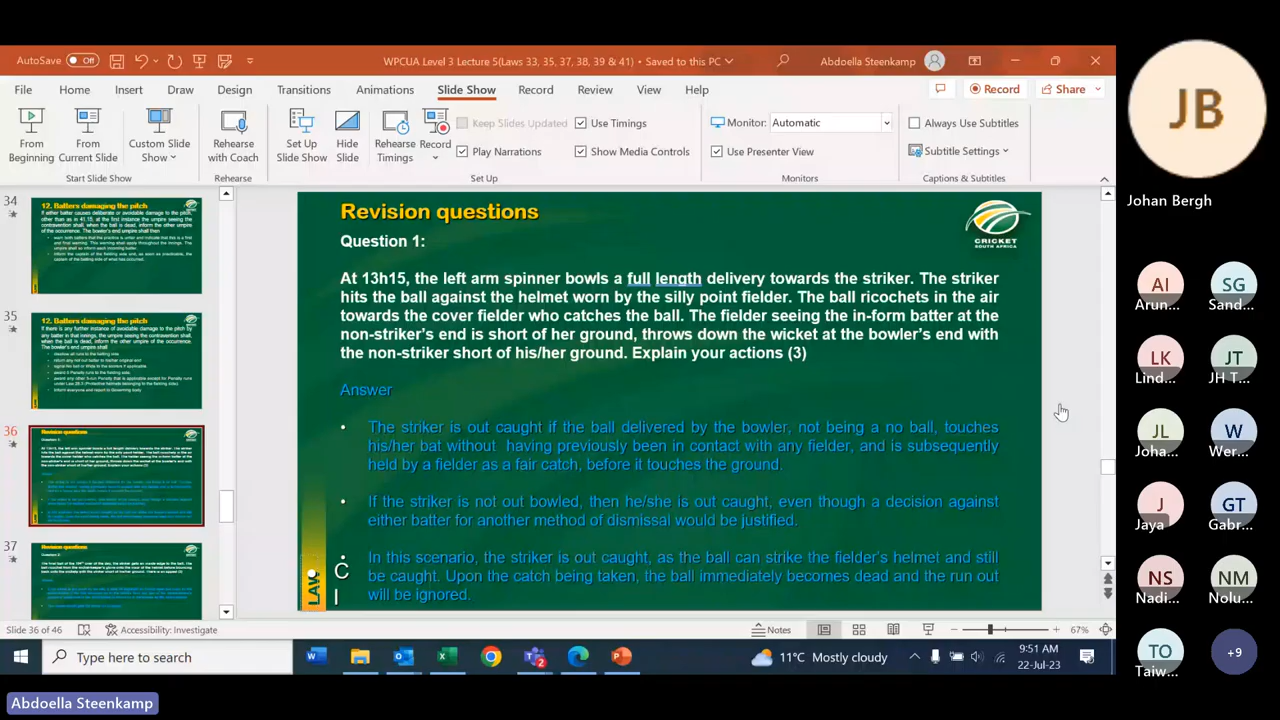 AutoSave Off WPCUA Level 3 Lecture 5(Laws 33, 35, 37, 38, 39 & 41) • Saved to this PC Abdoella Steenkamp
File Home Insert Draw Design Transitions Animations Slide Show Record Review View Help Record Share
From Beginning
From Current Slide
Custom Slide Show
Rehearse with Coach
Set Up Slide Show
Hide Slide
Rehearse Timings
Record
Keep Slides Updated
Play Narrations
Use Timings
Show Media Controls
Monitor: Automatic
Use Presenter View
Always Use Subtitles
Subtitle Settings
Start Slide Show Rehearse Set Up Monitors Captions & Subtitles
34
12. Batters damaging the pitch
35
12. Batters damaging the pitch
36
Revision questions
37
Revision questions
Revision questions
CRICKET
SOUTH AFRICA
Question 1:
At 13h15, the left arm spinner bowls a full length delivery towards the striker. The striker
hits the ball against the helmet worn by the silly point fielder. The ball ricochets in the air
towards the cover fielder who catches the ball. The fielder seeing the in-form batter at the
non-striker's end is short of her ground, throws down the wicket at the bowler's end with
the non-striker short of his/her ground. Explain your actions (3)
Answer
• The striker is out caught if the ball delivered by the bowler, not being a no ball, touches
his/her bat without having previously been in contact with any fielder, and is subsequently
held by a fielder as a fair catch, before it touches the ground.
• If the striker is not out bowled, then he/she is out caught, even though a decision against
either batter for another method of dismissal would be justified.
• In this scenario, the striker is out caught, as the ball can strike the fielder's helmet and still
be caught. Upon the catch being taken, the ball immediately becomes dead and the run out
will be ignored.
LAW
C
l
Slide 36 of 46 Accessibility: Investigate Notes 67%
Type here to search 11°C Mostly cloudy 9:51 AM
22-Jul-23
Abdoella Steenkamp
JB
Johan Bergh
AI SG
Arun... Sand...
LK JT
Lind... JH T...
JL W
Joha... Wer...
J GT
Jaya Gabr...
NS NM
Nadi... Nolu...
TO +9
Taiw...